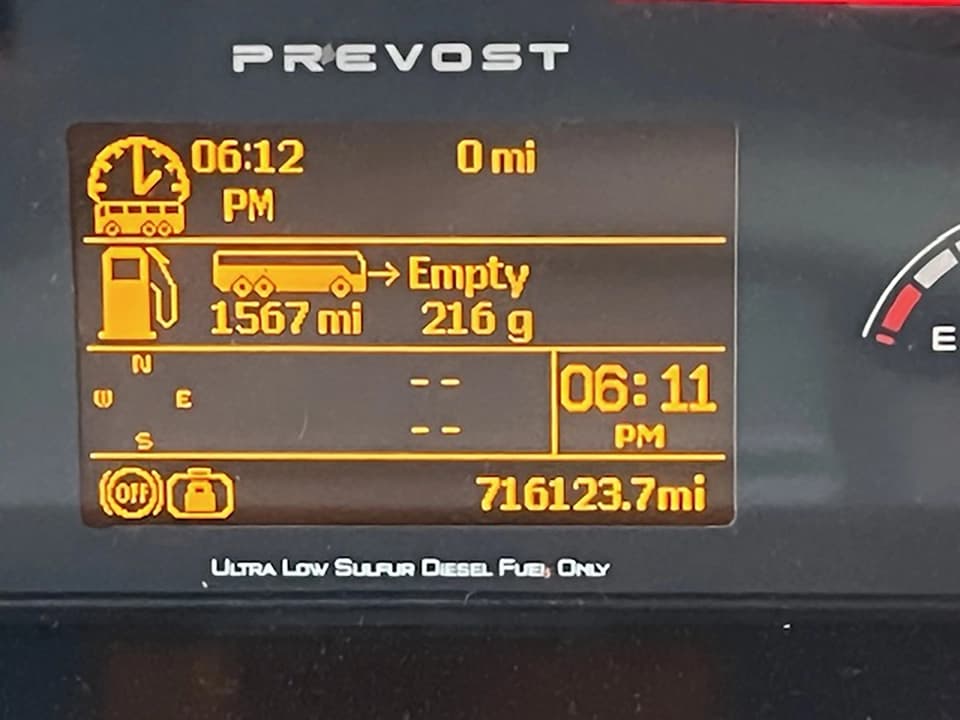 PREVOST
06:12 0 mi
PM
Empty
1567 mi 216 g
N
W E
S
-- 
--
06:11
PM
OFF
716123.7mi
E
ULTRA LOW SULFUR DIESEL FUEL ONLY